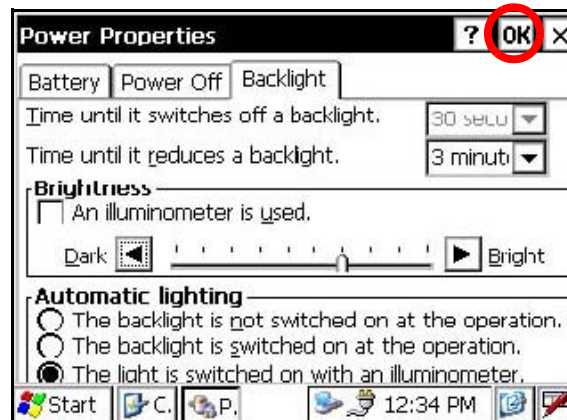 Power Properties ? OK ×
Battery Power Off Backlight
Time until it switches off a backlight. 30 secu
Time until it reduces a backlight. 3 minut
Brightness
An illuminometer is used.
Dark Bright
Automatic lighting
The backlight is not switched on at the operation.
The backlight is switched on at the operation.
The light is switched on with an illuminometer.
Start C. P. 12:34 PM